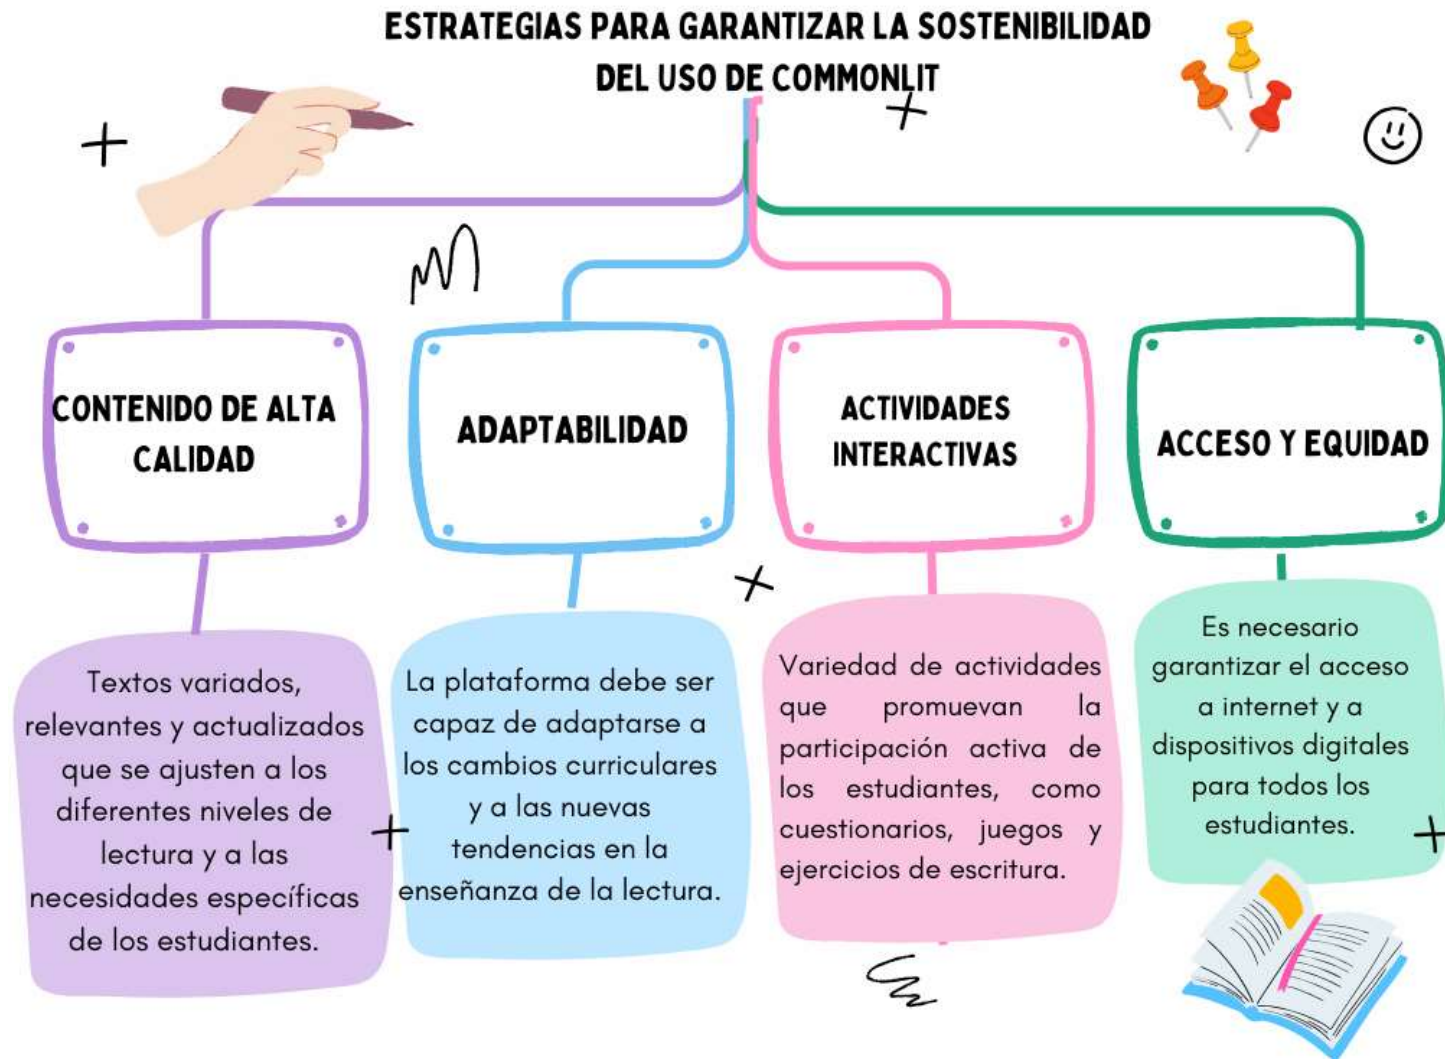 ESTRATEGIAS PARA GARANTIZAR LA SOSTENIBILIDAD
DEL USO DE COMMONLIT
CONTENIDO DE ALTA
CALIDAD
Textos variados,
relevantes y actualizados
que se ajusten a los
diferentes niveles de
lectura y a las
necesidades específicas
de los estudiantes.
ADAPTABILIDAD
La plataforma debe ser
capaz de adaptarse a
los cambios curriculares
y a las nuevas
tendencias en la
enseñanza de la lectura.
ACTIVIDADES
INTERACTIVAS
Variedad de actividades
que promuevan la
participación activa de
los estudiantes, como
cuestionarios, juegos y
ejercicios de escritura.
ACCESO Y EQUIDAD
Es necesario
garantizar el acceso
a internet y a
dispositivos digitales
para todos los
estudiantes.